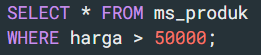 SELECT * FROM ms_produk
WHERE harga > 50000;